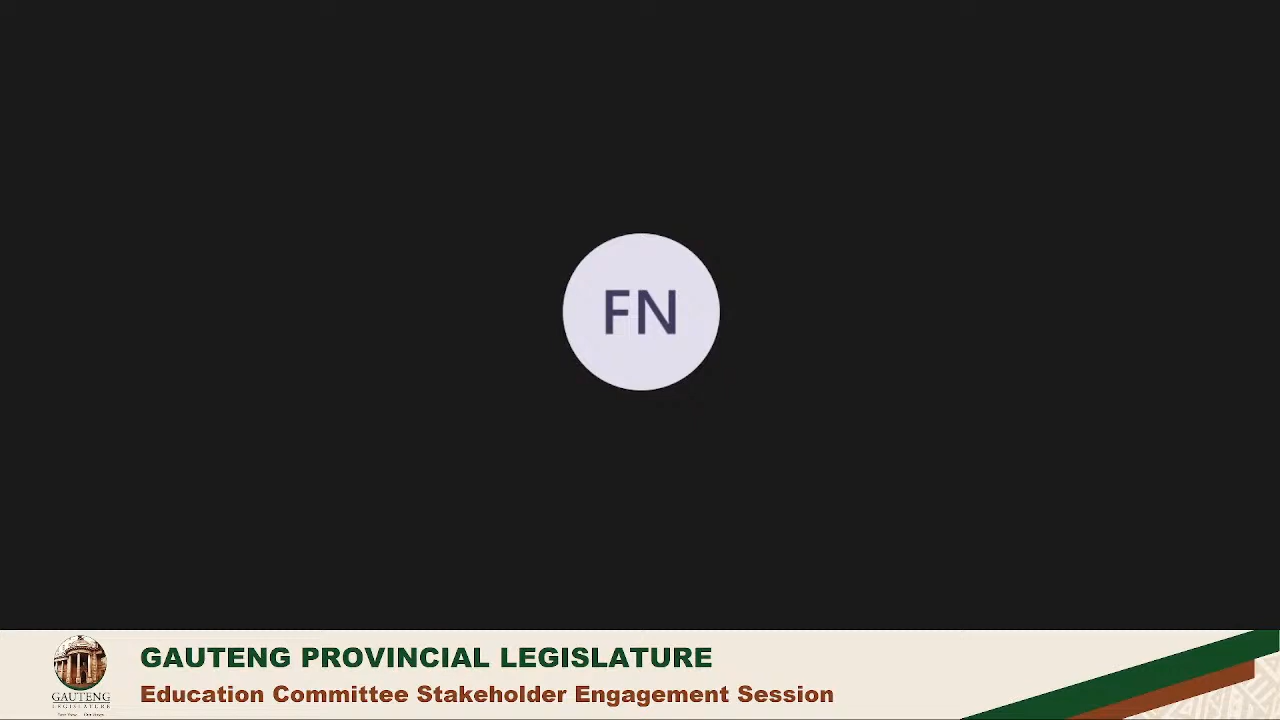 FN
GAUTENG PROVINCIAL LEGISLATURE
Education Committee Stakeholder Engagement Session
GAUTENG
LEGISLATURE